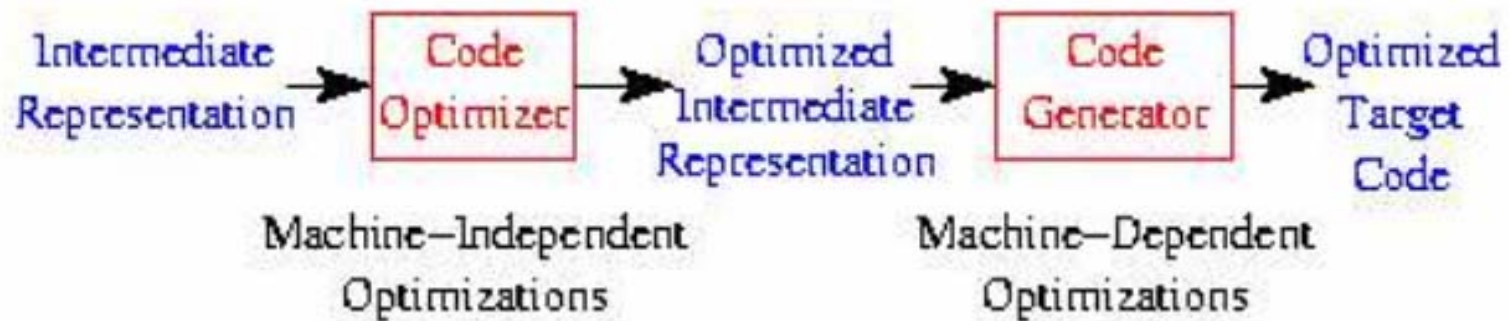 Intermediate
Representation
Code
Optimizer
Optimized
Intermediate
Representation
Code
Generator
Optimized
Target
Code
Machine-Independent
Optimizations
Machine-Dependent
Optimizations